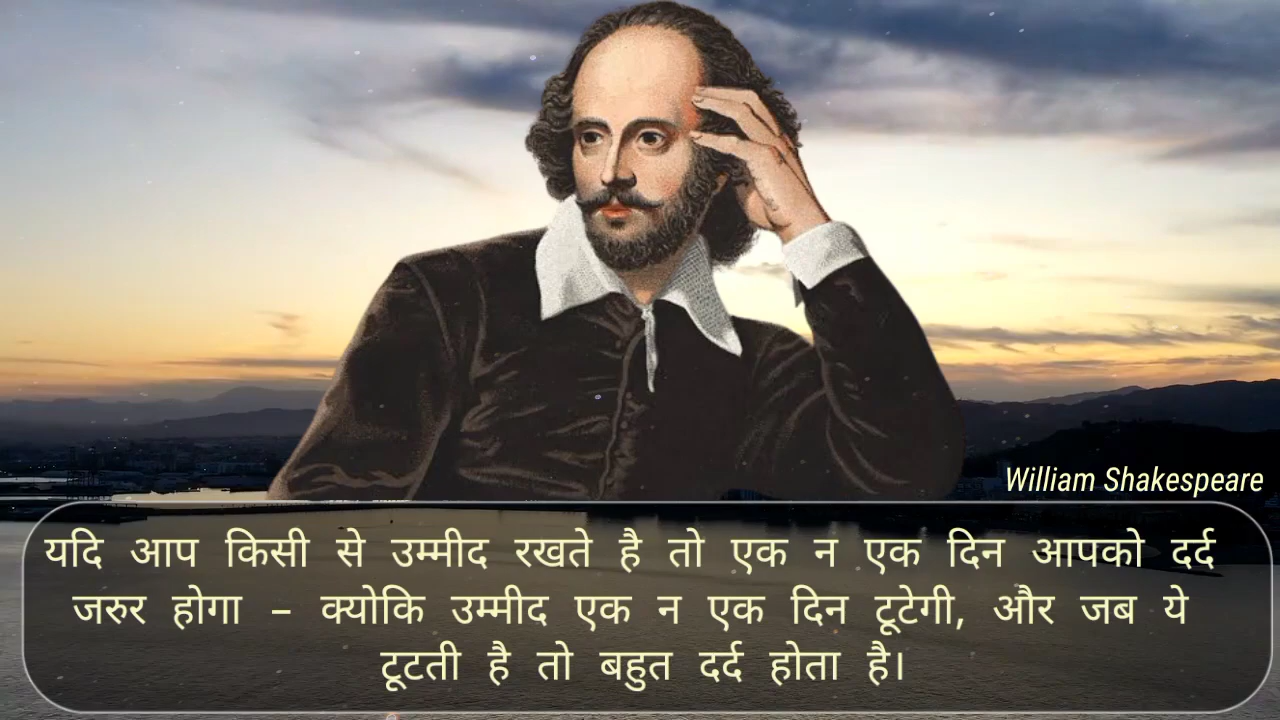 William Shakespeare
यदि आप किसी से उम्मीद रखते है तो एक न एक दिन आपको दर्द
जरुर होगा – क्योकि उम्मीद एक न एक दिन टूटेगी, और जब ये
टूटती है तो बहुत दर्द होता है।